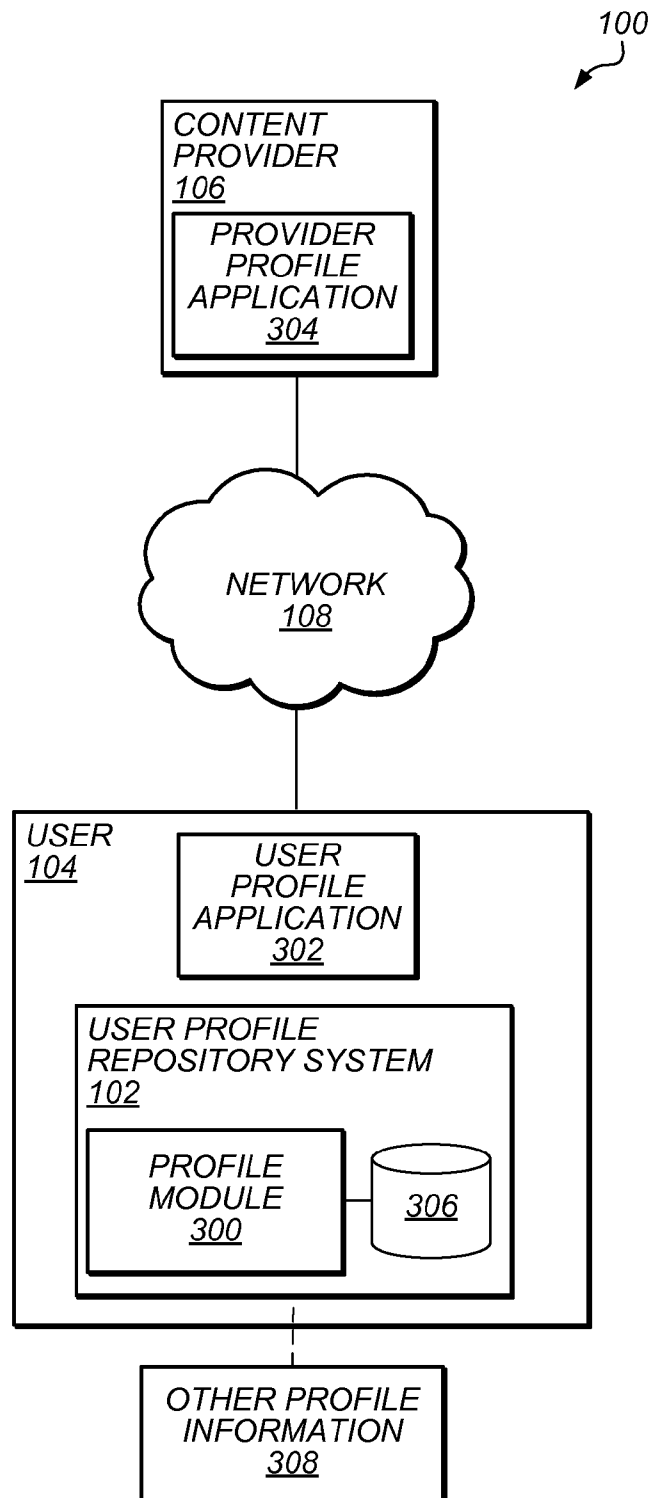 100
CONTENT
PROVIDER
106
PROVIDER
PROFILE
APPLICATION
304
NETWORK
108
USER
104
USER
PROFILE
APPLICATION
302
USER PROFILE
REPOSITORY SYSTEM
102
PROFILE
MODULE
300
306
OTHER PROFILE
INFORMATION
308